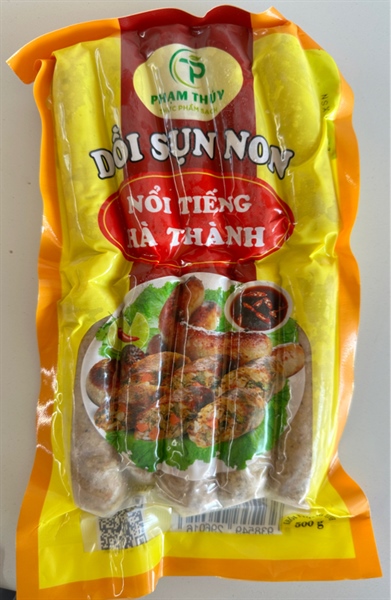 PHẠM THỦY
DỒI SỤN NON
NỔI TIẾNG
HÀ THÀNH
500 g